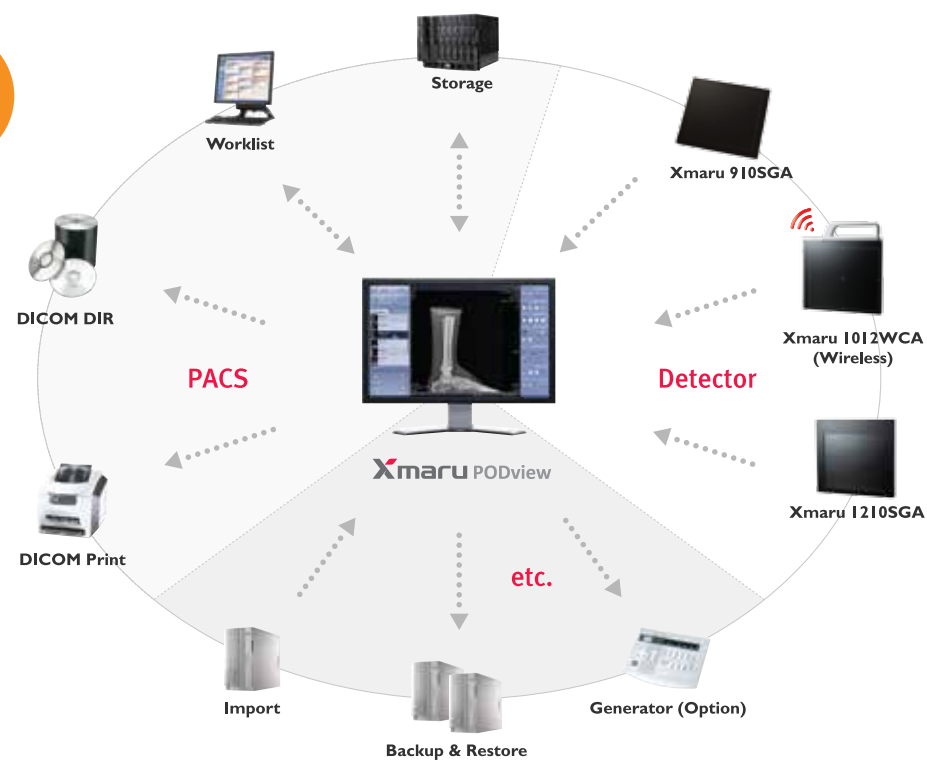 Storage
Worklist
Xmaru 910SGA
DICOM DIR
Xmaru 1012WCA
(Wireless)
PACS
Detector
Xmaru PODview
Xmaru 1210SGA
DICOM Print
etc.
Import
Generator (Option)
Backup & Restore